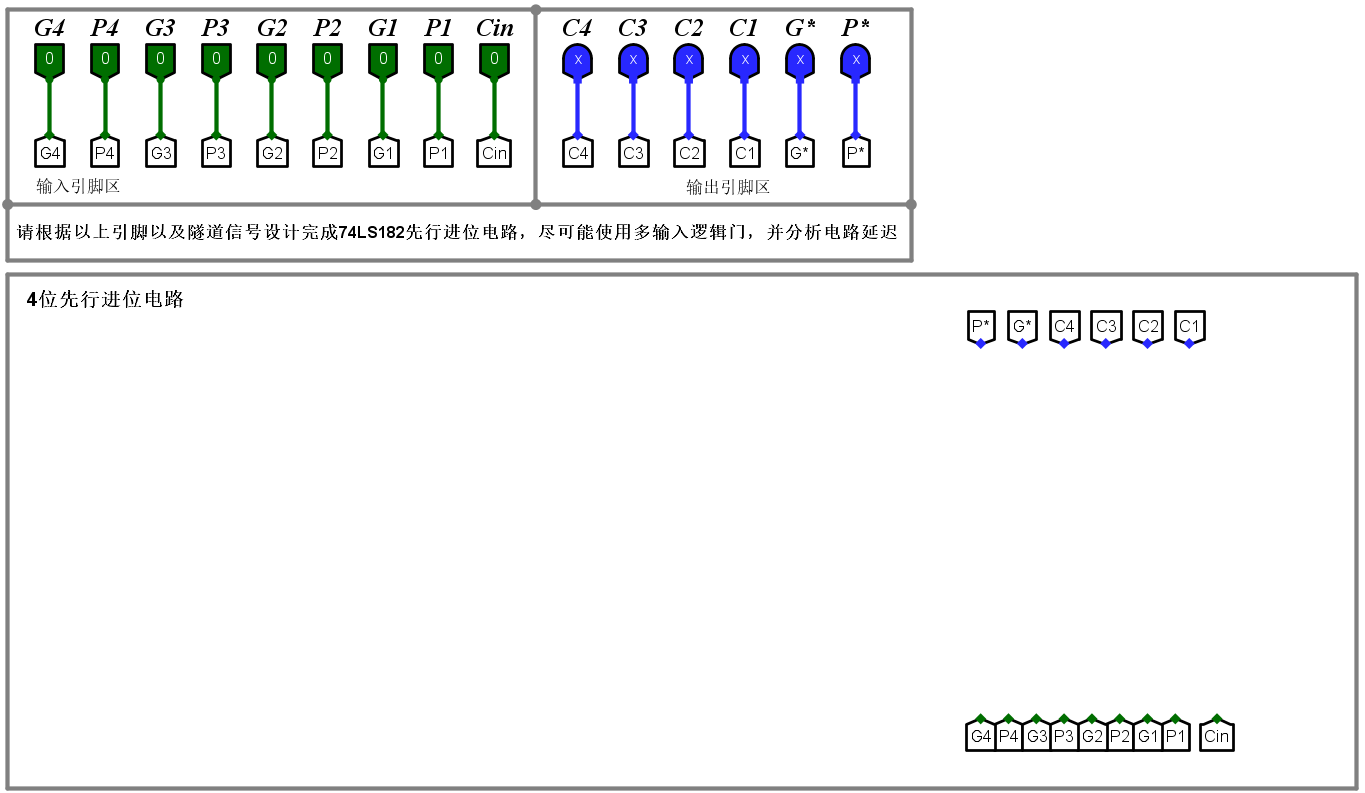 G4 P4 G3 P3 G2 P2 G1 P1 Cin C4 C3 C2 C1 G* P*
0 0 0 0 0 0 0 0 0 x x x x x x
G4 P4 G3 P3 G2 P2 G1 P1 Cin C4 C3 C2 C1 G* P*
输入引脚区 输出引脚区
请根据以上引脚以及隧道信号设计完成74LS182先行进位电路，尽可能使用多输入逻辑门，并分析电路延迟
4位先行进位电路
P* G* C4 C3 C2 C1
G4 P4 G3 P3 G2 P2 G1 P1 Cin